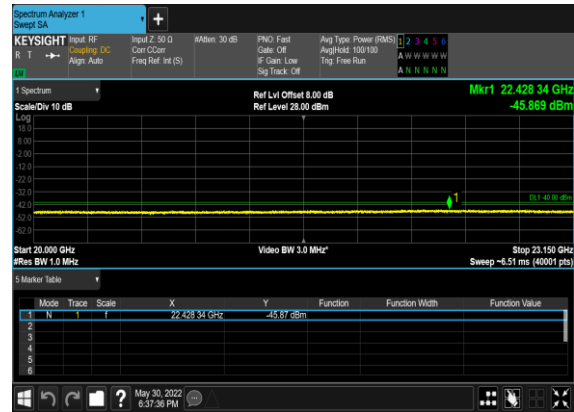 Spectrum Analyzer 1
Swept SA
+
KEYSIGHT Input: RF Input Z: 50 Ω #Atten: 30 dB PNO: Fast Avg Type: Power (RMS) 1 2 3 4 5 6
R T Coupling: DC Corr CCorr Gate: Off Avg|Hold: 100/100 A W W W W W
Align: Auto Freq Ref: Int (S) IF Gain: Low Trig: Free Run
Sig Track: Off A N N N N N
1 Spectrum Ref Lvl Offset 8.00 dB Mkr1 22.428 34 GHz
Scale/Div 10 dB Ref Level 28.00 dBm -45.869 dBm
Log
18.0
8.00
-2.00
-12.0
-22.0
-32.0
1
DL1 -40.00 dBm
-42.0
-52.0
-62.0
Start 20.000 GHz Video BW 3.0 MHz* Stop 23.150 GHz
#Res BW 1.0 MHz Sweep ~6.51 ms (40001 pts)
5 Marker Table
Mode Trace Scale X Y Function Function Width Function Value
1 N 1 f 22.428 34 GHz -45.87 dBm
2
3
4
5
6
? May 30, 2022
6:37:36 PM